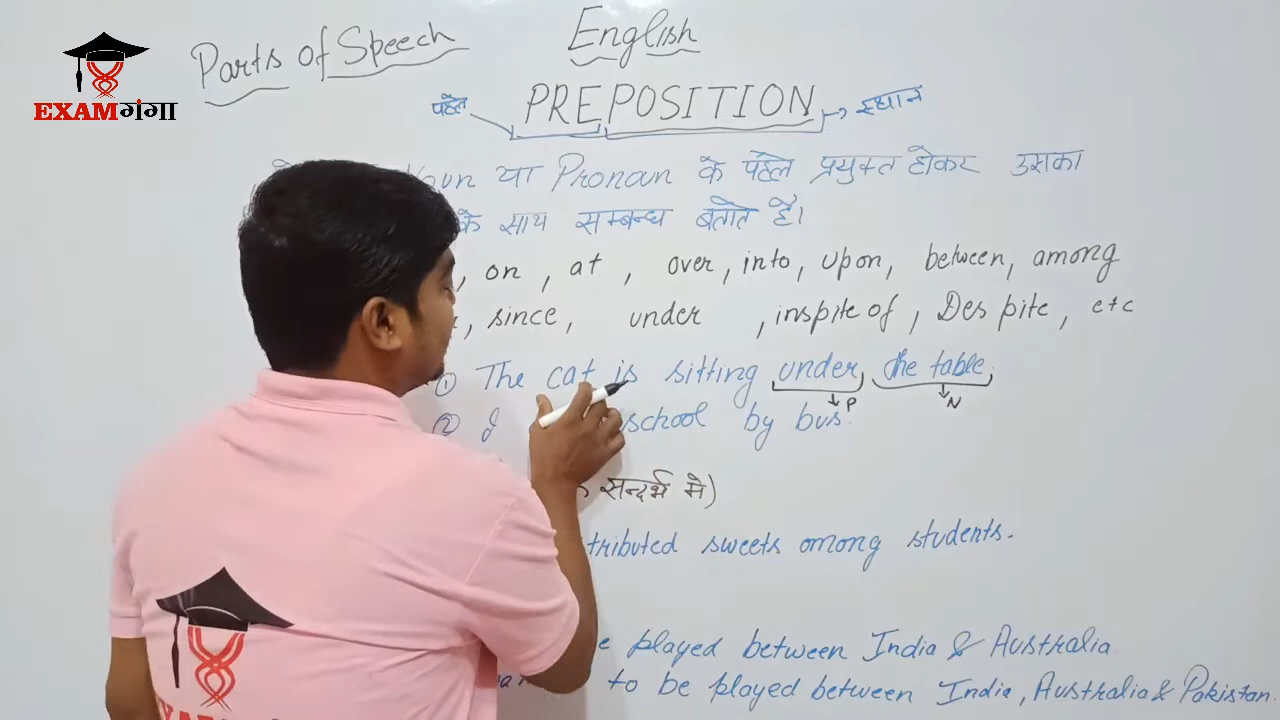 Parts of Speech
English
EXAMगंगा
पहले
PREPOSITION
स्थान
Noun या Pronoun के पहले प्रयुक्त होकर उसका
के साथ सम्बन्ध बताते है।
, on , at , over , into , upon , between , among
, since , under , inspite of , Despite , etc
① The cat is sitting under the table.
P
N
② I school by bus.
सन्दर्भ में)
tributed sweets among students.
e played between India & Australia
to be played between India , Australia & Pakistan.